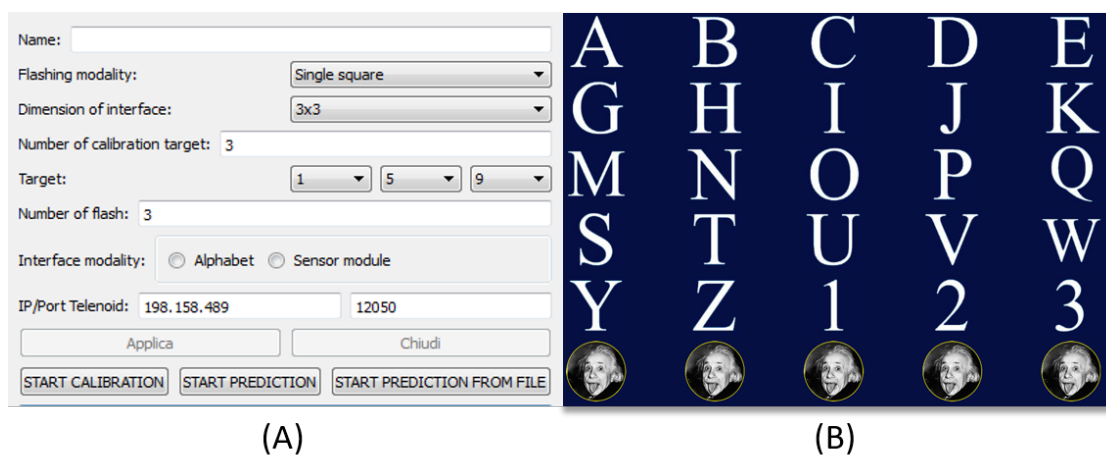 Name:
Flashing modality: Single square
Dimension of interface: 3x3
Number of calibration target: 3
Target: 1 5 9
Number of flash: 3
Interface modality: Alphabet Sensor module
IP/Port Telenoid: 198.158.489 12050
Applica Chiudi
START CALIBRATION START PREDICTION START PREDICTION FROM FILE
(A)
A B C D E
G H I J K
M N O P Q
S T U V W
Y Z 1 2 3
(B)